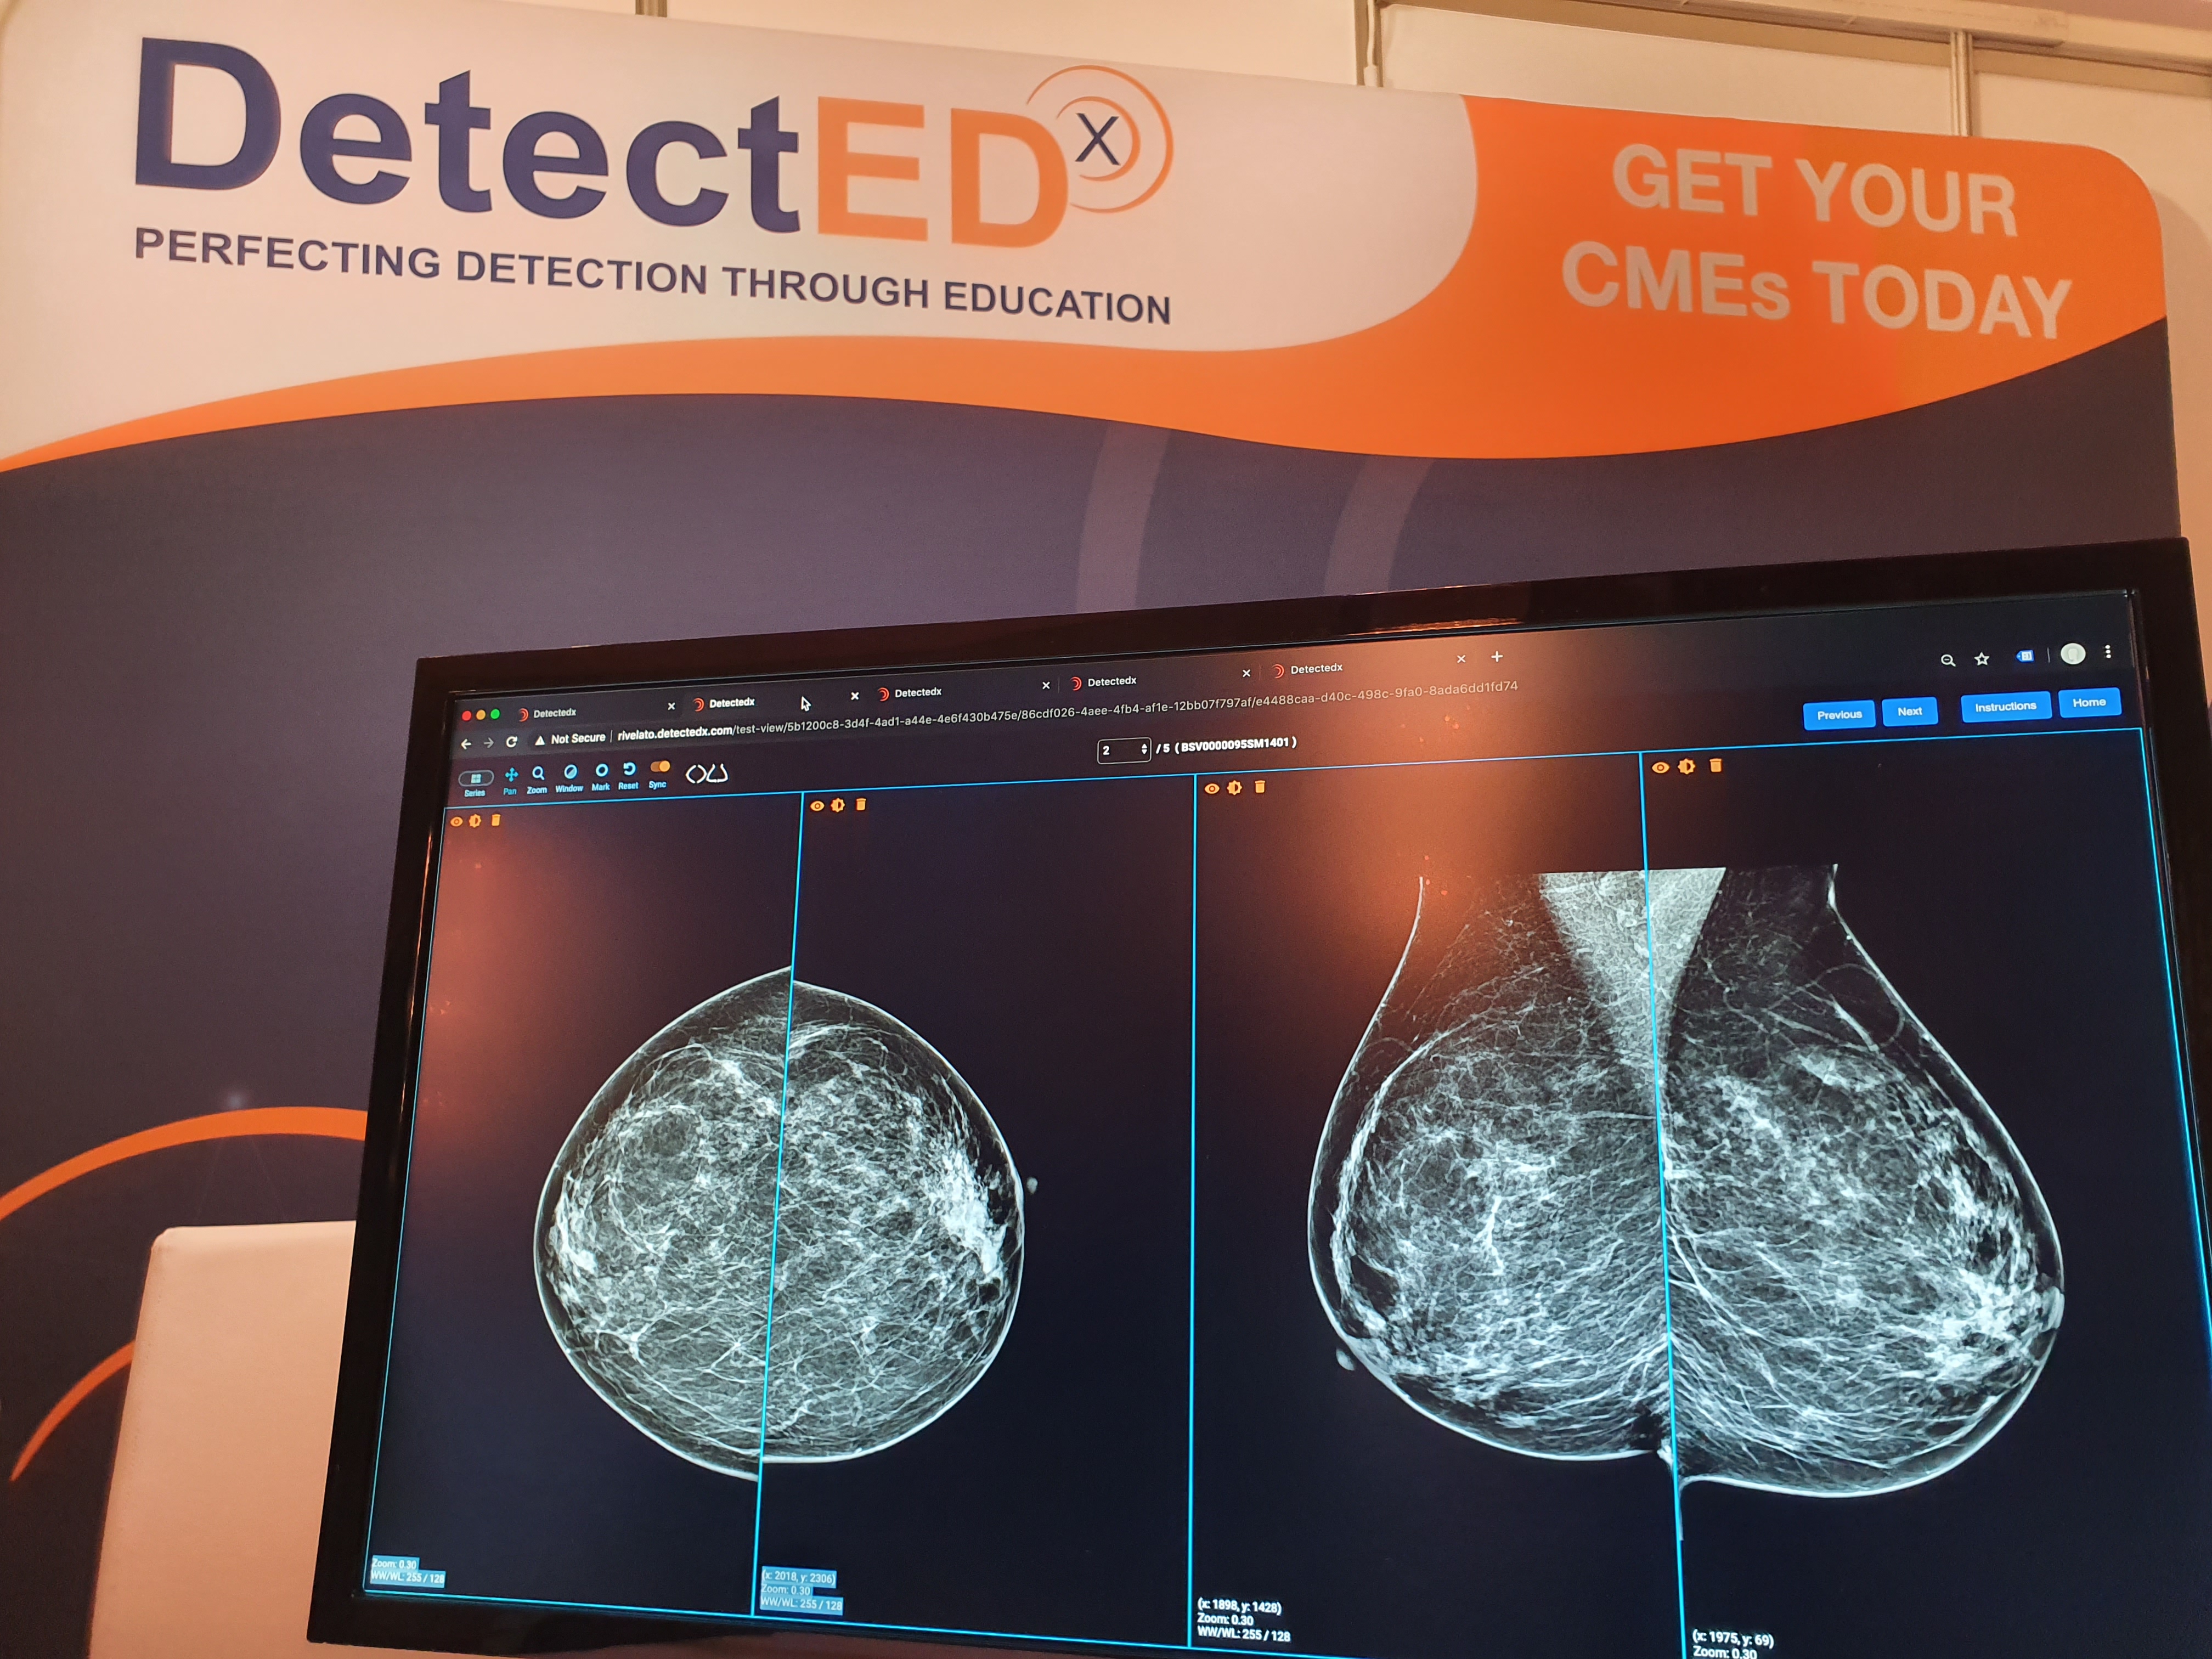 DetectEDX
PERFECTING DETECTION THROUGH EDUCATION
GET YOUR
CMEs TODAY
Detectedx
Detectedx
Detectedx
Detectedx
Detectedx
Not Secure | rivelato.detectedx.com/test-view/5b1200c8-3d4f-4ad1-a44e-4e6f430b475e/86cdf026-4aee-4fb4-af1e-12bb07f797af/e4488caa-d40c-498c-9fa0-8ada6dd1fd74
Previous
Next
Instructions
Home
2 / 5 ( BSV0000095SM1401 )
Series
Pan
Zoom
Window
Mark
Reset
Sync
Zoom: 0.30
WW/WL: 255 / 128
(x: 2018, y: 2306)
Zoom: 0.30
WW/WL: 255 / 128
(x: 1898, y: 1428)
Zoom: 0.30
WW/WL: 255 / 128
(x: 1975, y: 69)
Zoom: 0.30